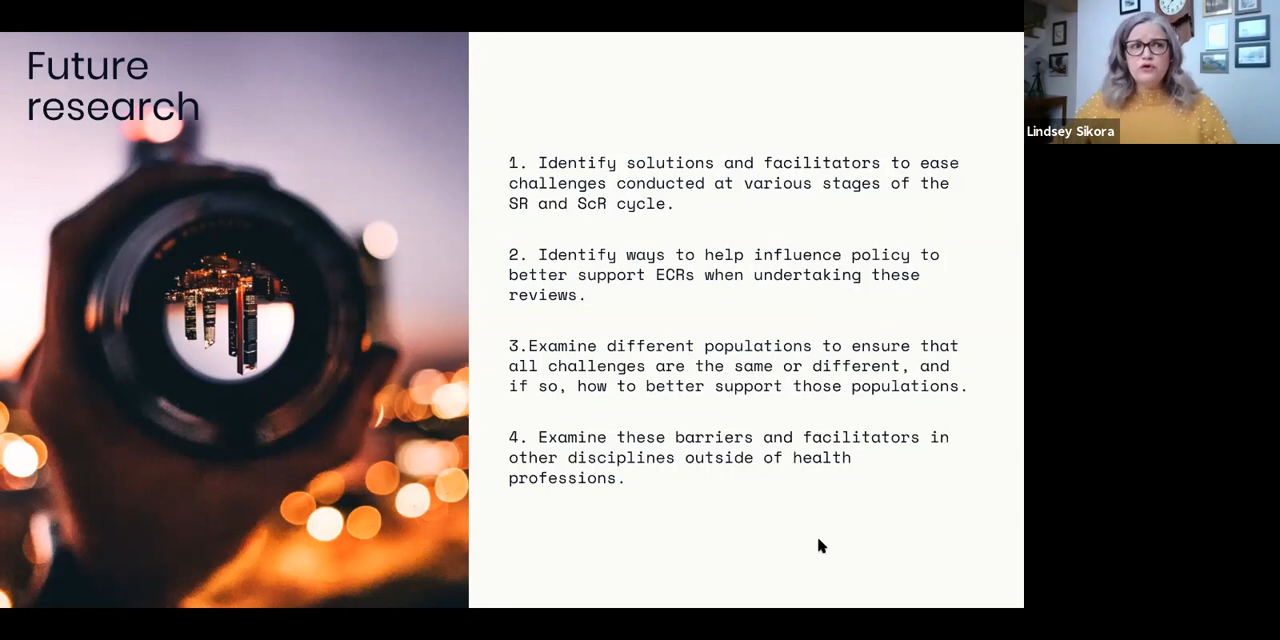 Future
research
1. Identify solutions and facilitators to ease
challenges conducted at various stages of the
SR and ScR cycle.
2. Identify ways to help influence policy to
better support ECRs when undertaking these
reviews.
3.Examine different populations to ensure that
all challenges are the same or different, and
if so, how to better support those populations.
4. Examine these barriers and facilitators in
other disciplines outside of health
professions.
Lindsey Sikora